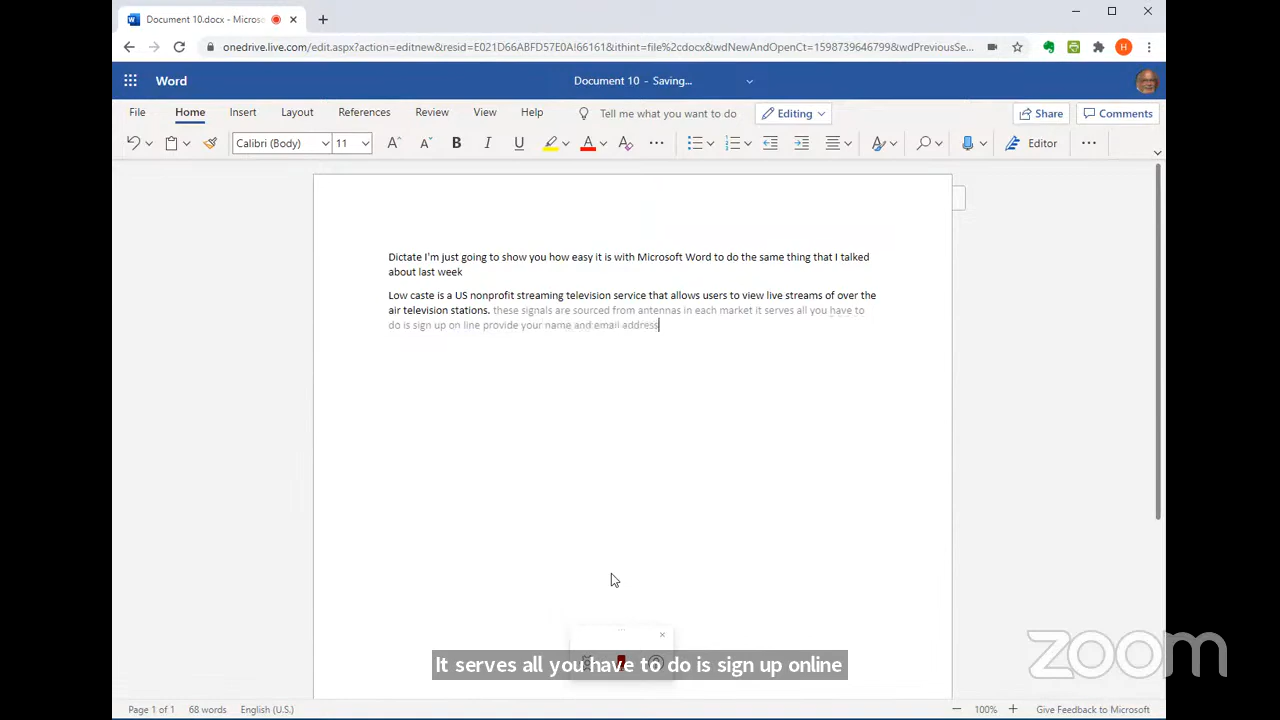 Document 10.docx - Micros
onedrive.live.com/edit.aspx?action=editnew&resid=E021D66ABFD57E0A!66161&ithint=file%2cdocx&wdNewAndOpenCt=1598739646799&wdPreviousSe...
H
Word
Document 10 - Saving...
File Home Insert Layout References Review View Help Tell me what you want to do Editing Share Comments
Calibri (Body) 11 A A B I U A A Editor
Dictate I'm just going to show you how easy it is with Microsoft Word to do the same thing that I talked
about last week
Low caste is a US nonprofit streaming television service that allows users to view live streams of over the
air television stations. these signals are sourced from antennas in each market it serves all you have to
do is sign up on line provide your name and email address
It serves all you have to do is sign up online
zoom
Page 1 of 1 68 words English (U.S.) 100% Give Feedback to Microsoft